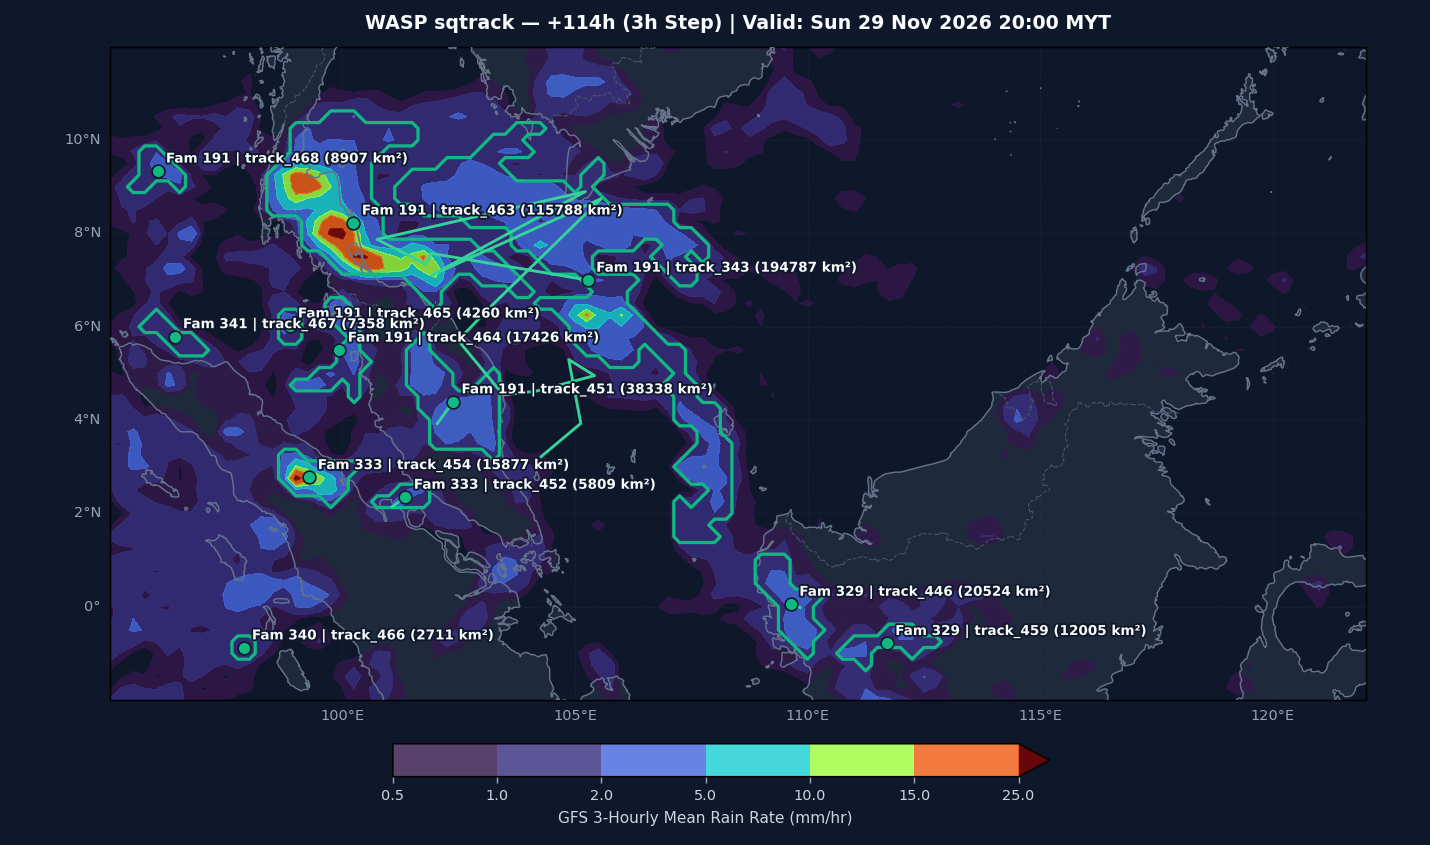 WASP sqtrack — +114h (3h Step) | Valid: Sun 29 Nov 2026 20:00 MYT
10°N
8°N
6°N
4°N
2°N
0°
Fam 191 | track_468 (8907 km²)
Fam 191 | track_463 (115788 km²)
Fam 191 | track_343 (194787 km²)
Fam 191 | track_465 (4260 km²)
Fam 341 | track_467 (7358 km²)
Fam 191 | track_464 (17426 km²)
Fam 191 | track_451 (38338 km²)
Fam 333 | track_454 (15877 km²)
Fam 333 | track_452 (5809 km²)
Fam 329 | track_446 (20524 km²)
Fam 329 | track_459 (12005 km²)
Fam 340 | track_466 (2711 km²)
100°E 105°E 110°E 115°E 120°E
0.5 1.0 2.0 5.0 10.0 15.0 25.0
GFS 3-Hourly Mean Rain Rate (mm/hr)